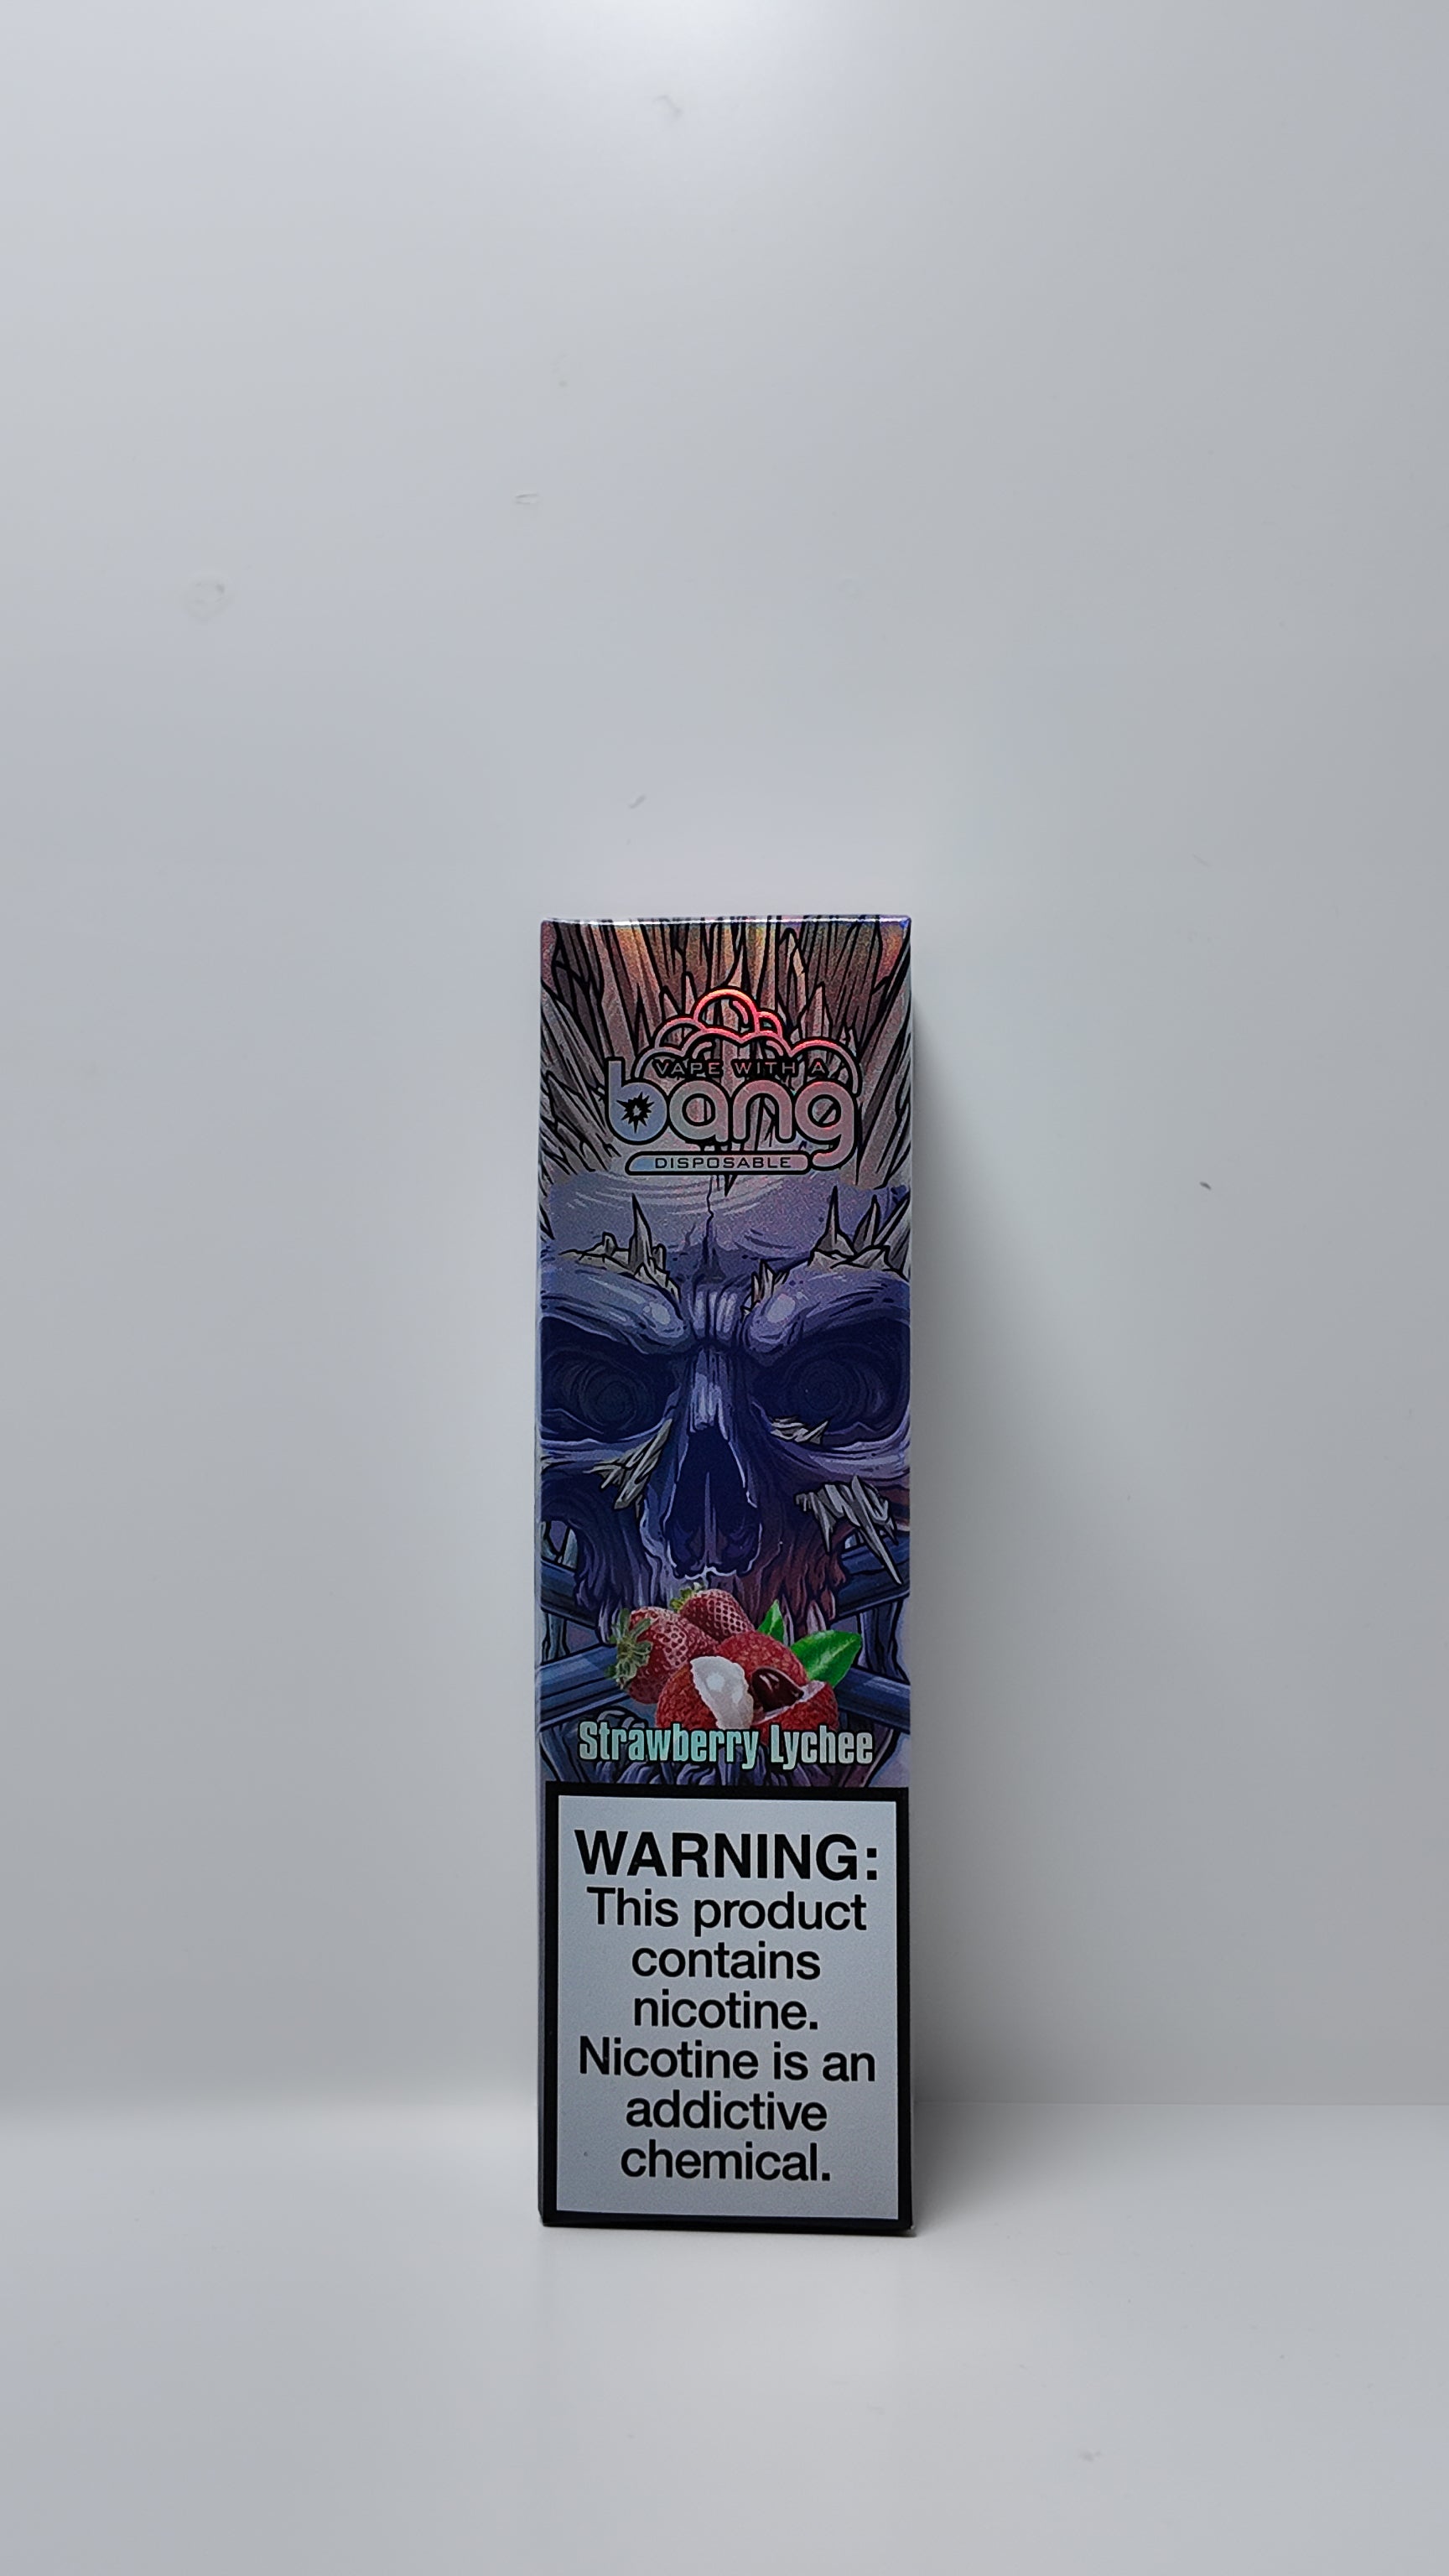 VAPE WITH A
bang
DISPOSABLE
Strawberry Lychee
WARNING:
This product
contains
nicotine.
Nicotine is an
addictive
chemical.